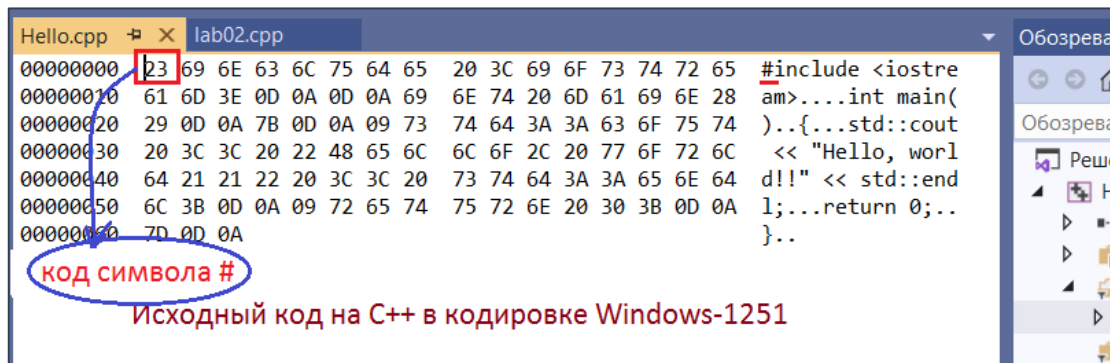 Hello.cpp lab02.cpp
Обозрева
00000000 23 69 6E 63 6C 75 64 65 20 3C 69 6F 73 74 72 65 #include <iostre
00000010 61 6D 3E 0D 0A 0D 0A 69 6E 74 20 6D 61 69 6E 28 am>....int main(
00000020 29 0D 0A 7B 0D 0A 09 73 74 64 3A 3A 63 6F 75 74 )..{...std::cout
Обозрева
00000030 20 3C 3C 20 22 48 65 6C 6C 6F 2C 20 77 6F 72 6C << "Hello, worl
Реше
00000040 64 21 21 22 20 3C 3C 20 73 74 64 3A 3A 65 6E 64 d!!" << std::end
00000050 6C 3B 0D 0A 09 72 65 74 75 72 6E 20 30 3B 0D 0A l;...return 0;..
00000060 7D 0D 0A }..
код символа #
Исходный код на C++ в кодировке Windows-1251